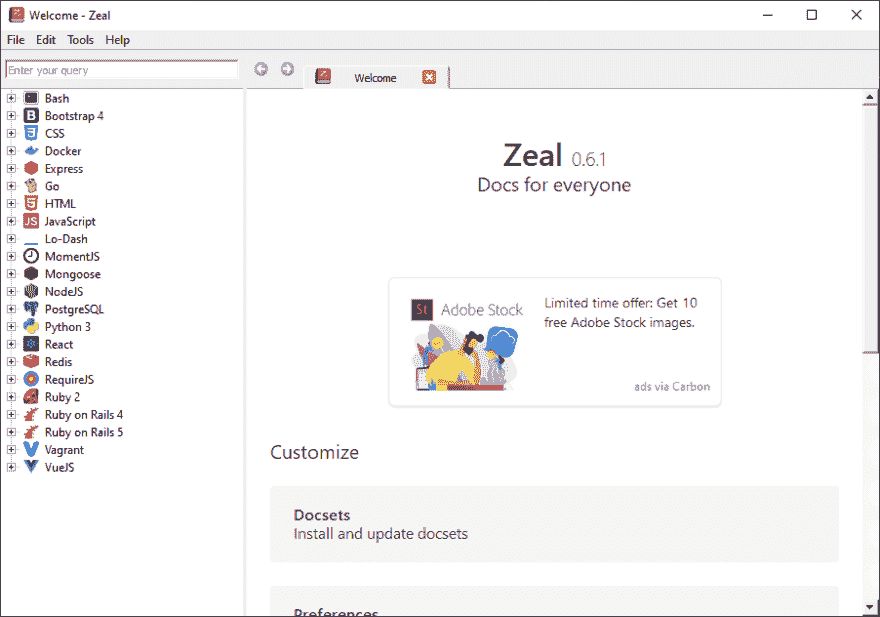 Welcome - Zeal
File Edit Tools Help
Enter your query
Welcome
Bash
Bootstrap 4
CSS
Docker
Express
Go
HTML
JavaScript
Lo-Dash
MomentJS
Mongoose
NodeJS
PostgreSQL
Python 3
React
Redis
RequireJS
Ruby 2
Ruby on Rails 4
Ruby on Rails 5
Vagrant
VueJS
Zeal 0.6.1
Docs for everyone
St Adobe Stock
Limited time offer: Get 10
free Adobe Stock images.
ads via Carbon
Customize
Docsets
Install and update docsets
Preferences